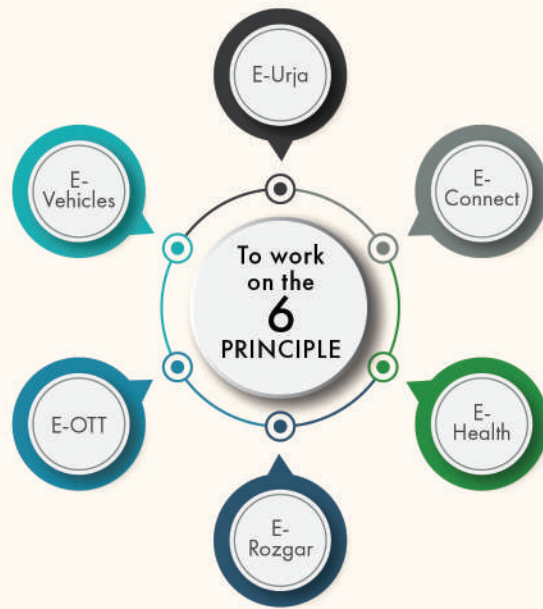 E-Urja
E-
Connect
E-
Health
E-
Rozgar
E-OTT
E-
Vehicles
To work
on the
6
PRINCIPLE